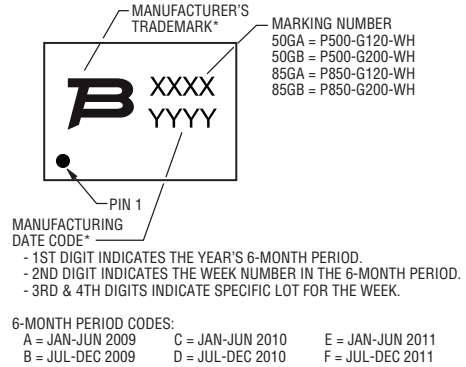 MANUFACTURER'S
TRADEMARK*
MARKING NUMBER
50GA = P500-G120-WH
50GB = P500-G200-WH
85GA = P850-G120-WH
85GB = P850-G200-WH
B
XXXX
YYYY
PIN 1
MANUFACTURING
DATE CODE*
- 1ST DIGIT INDICATES THE YEAR'S 6-MONTH PERIOD.
- 2ND DIGIT INDICATES THE WEEK NUMBER IN THE 6-MONTH PERIOD.
- 3RD & 4TH DIGITS INDICATE SPECIFIC LOT FOR THE WEEK.
6-MONTH PERIOD CODES:
A = JAN-JUN 2009 C = JAN-JUN 2010 E = JAN-JUN 2011
B = JUL-DEC 2009 D = JUL-DEC 2010 F = JUL-DEC 2011